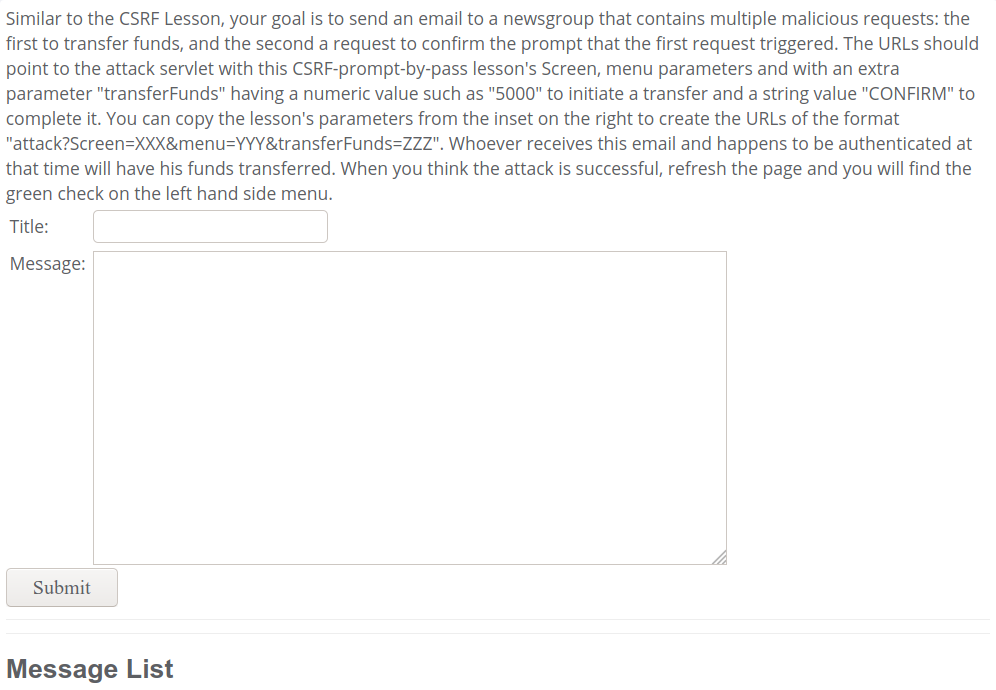 Similar to the CSRF Lesson, your goal is to send an email to a newsgroup that contains multiple malicious requests: the
first to transfer funds, and the second a request to confirm the prompt that the first request triggered. The URLs should
point to the attack servlet with this CSRF-prompt-by-pass lesson's Screen, menu parameters and with an extra
parameter "transferFunds" having a numeric value such as "5000" to initiate a transfer and a string value "CONFIRM" to
complete it. You can copy the lesson's parameters from the inset on the right to create the URLs of the format
"attack?Screen=XXX&menu=YYY&transferFunds=ZZZ". Whoever receives this email and happens to be authenticated at
that time will have his funds transferred. When you think the attack is successful, refresh the page and you will find the
green check on the left hand side menu.
Title:
Message:
Submit
Message List